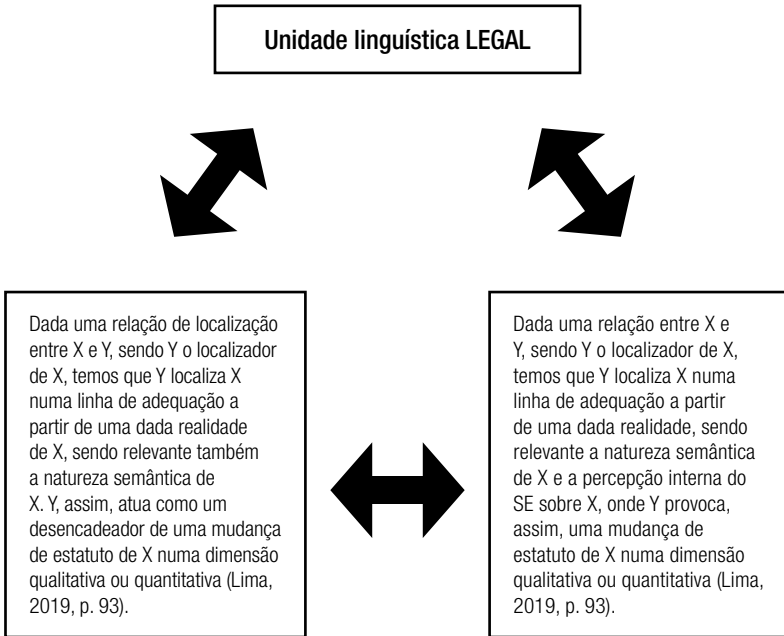 Unidade linguística LEGAL
Dada uma relação de localização
entre X e Y, sendo Y o localizador
de X, temos que Y localiza X
numa linha de adequação a
partir de uma dada realidade
de X, sendo relevante também
a natureza semântica de
X. Y, assim, atua como um
desencadeador de uma mudança
de estatuto de X numa dimensão
qualitativa ou quantitativa (Lima,
2019, p. 93).
Dada uma relação entre X e
Y, sendo Y o localizador de X,
temos que Y localiza X numa
linha de adequação a partir
de uma dada realidade, sendo
relevante a natureza semântica
de X e a percepção interna do
SE sobre X, onde Y provoca,
assim, uma mudança de
estatuto de X numa dimensão
qualitativa ou quantitativa (Lima,
2019, p. 93).